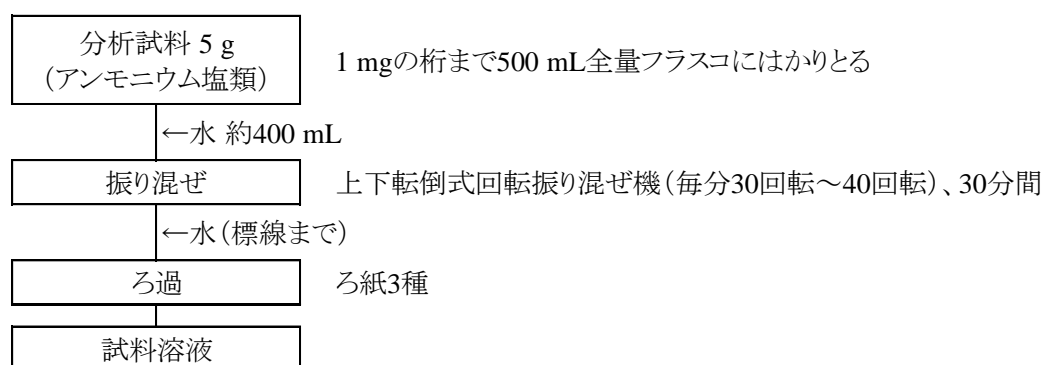 分析試料 5 g
(アンモニウム塩類)
1 mgの桁まで500 mL全量フラスコにはかりとる
←水 約400 mL
振り混ぜ
上下転倒式回転振り混ぜ機(毎分30回転～40回転)、30分間
←水(標線まで)
ろ過
ろ紙3種
試料溶液